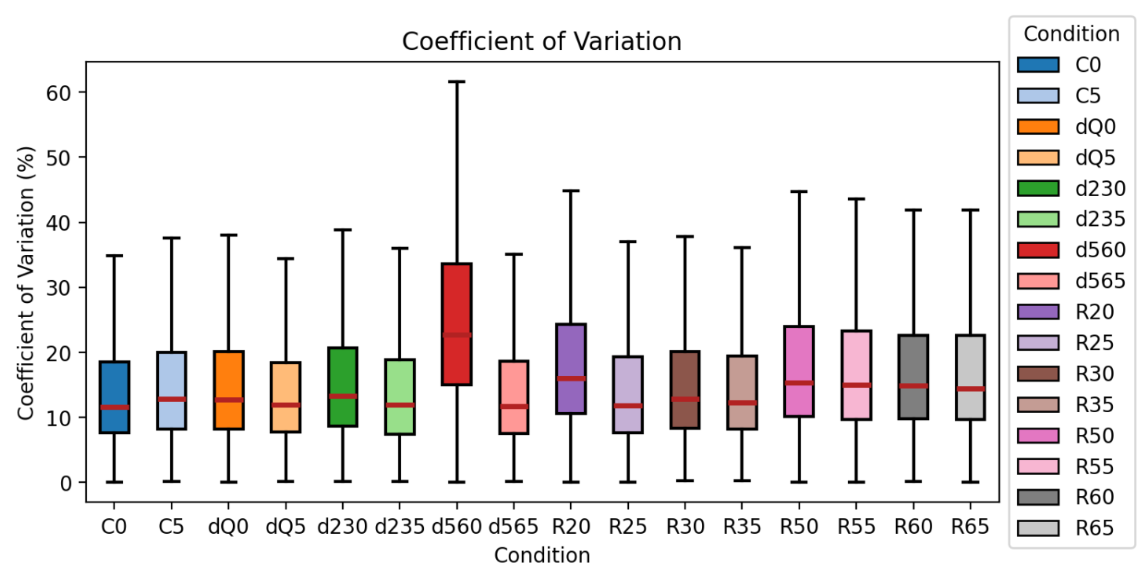 Coefficient of Variation
Coefficient of Variation (%)
60
50
40
30
20
10
0
C0 C5 dQ0 dQ5 d230 d235 d560 d565 R20 R25 R30 R35 R50 R55 R60 R65
Condition
Condition
C0
C5
dQ0
dQ5
d230
d235
d560
d565
R20
R25
R30
R35
R50
R55
R60
R65